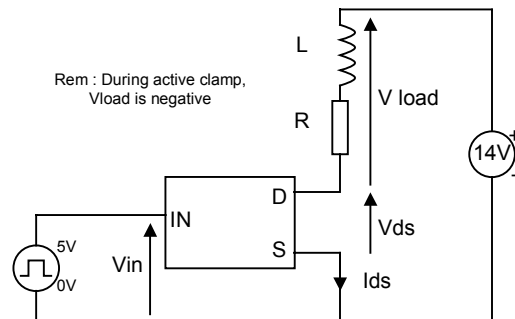 L
Rem : During active clamp,
Vload is negative
V load
R
14V
+
-
D
IN
Vds
S
5V
0V
Vin
Ids